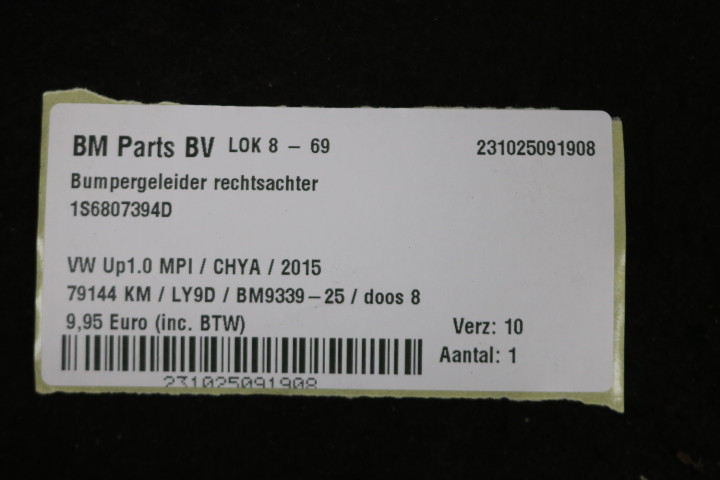 BM Parts BV LOK 8 - 69 231025091908
Bumpergeleider rechtsachter
1S6807394D
VW Up1.0 MPI / CHYA / 2015
79144 KM / LY9D / BM9339-25 / doos 8
9,95 Euro (inc. BTW) Verz: 10
Aantal: 1
231025091908